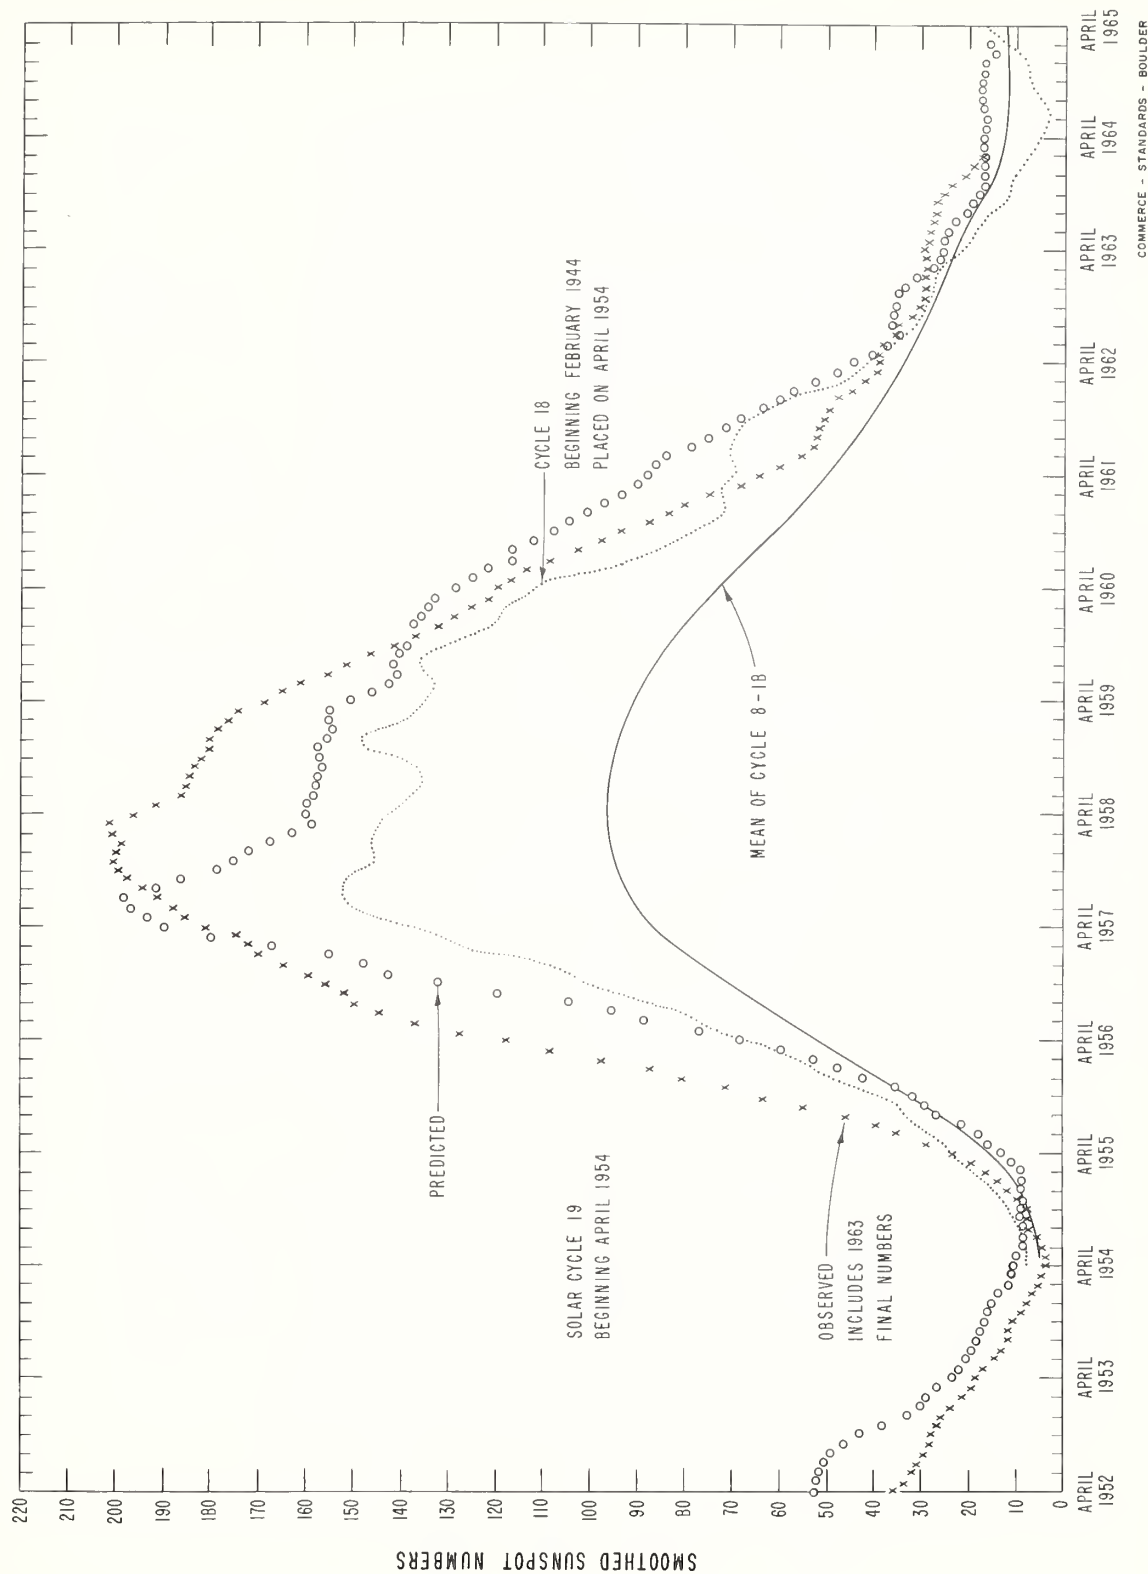 SMOOTHED SUNSPOT NUMBERS
220
210
200
190
180
170
160
150
140
130
120
110
100
90
80
70
60
50
40
30
20
10
0
APRIL 1952
APRIL 1953
APRIL 1954
APRIL 1955
APRIL 1956
APRIL 1957
APRIL 1958
APRIL 1959
APRIL 1960
APRIL 1961
APRIL 1962
APRIL 1963
APRIL 1964
APRIL 1965
PREDICTED
SOLAR CYCLE 19
BEGINNING APRIL 1954
OBSERVED
INCLUDES 1963
FINAL NUMBERS
CYCLE 18
BEGINNING FEBRUARY 1944
PLACED ON APRIL 1954
MEAN OF CYCLE 8-18
COMMERCE - STANDARDS - BOULDER